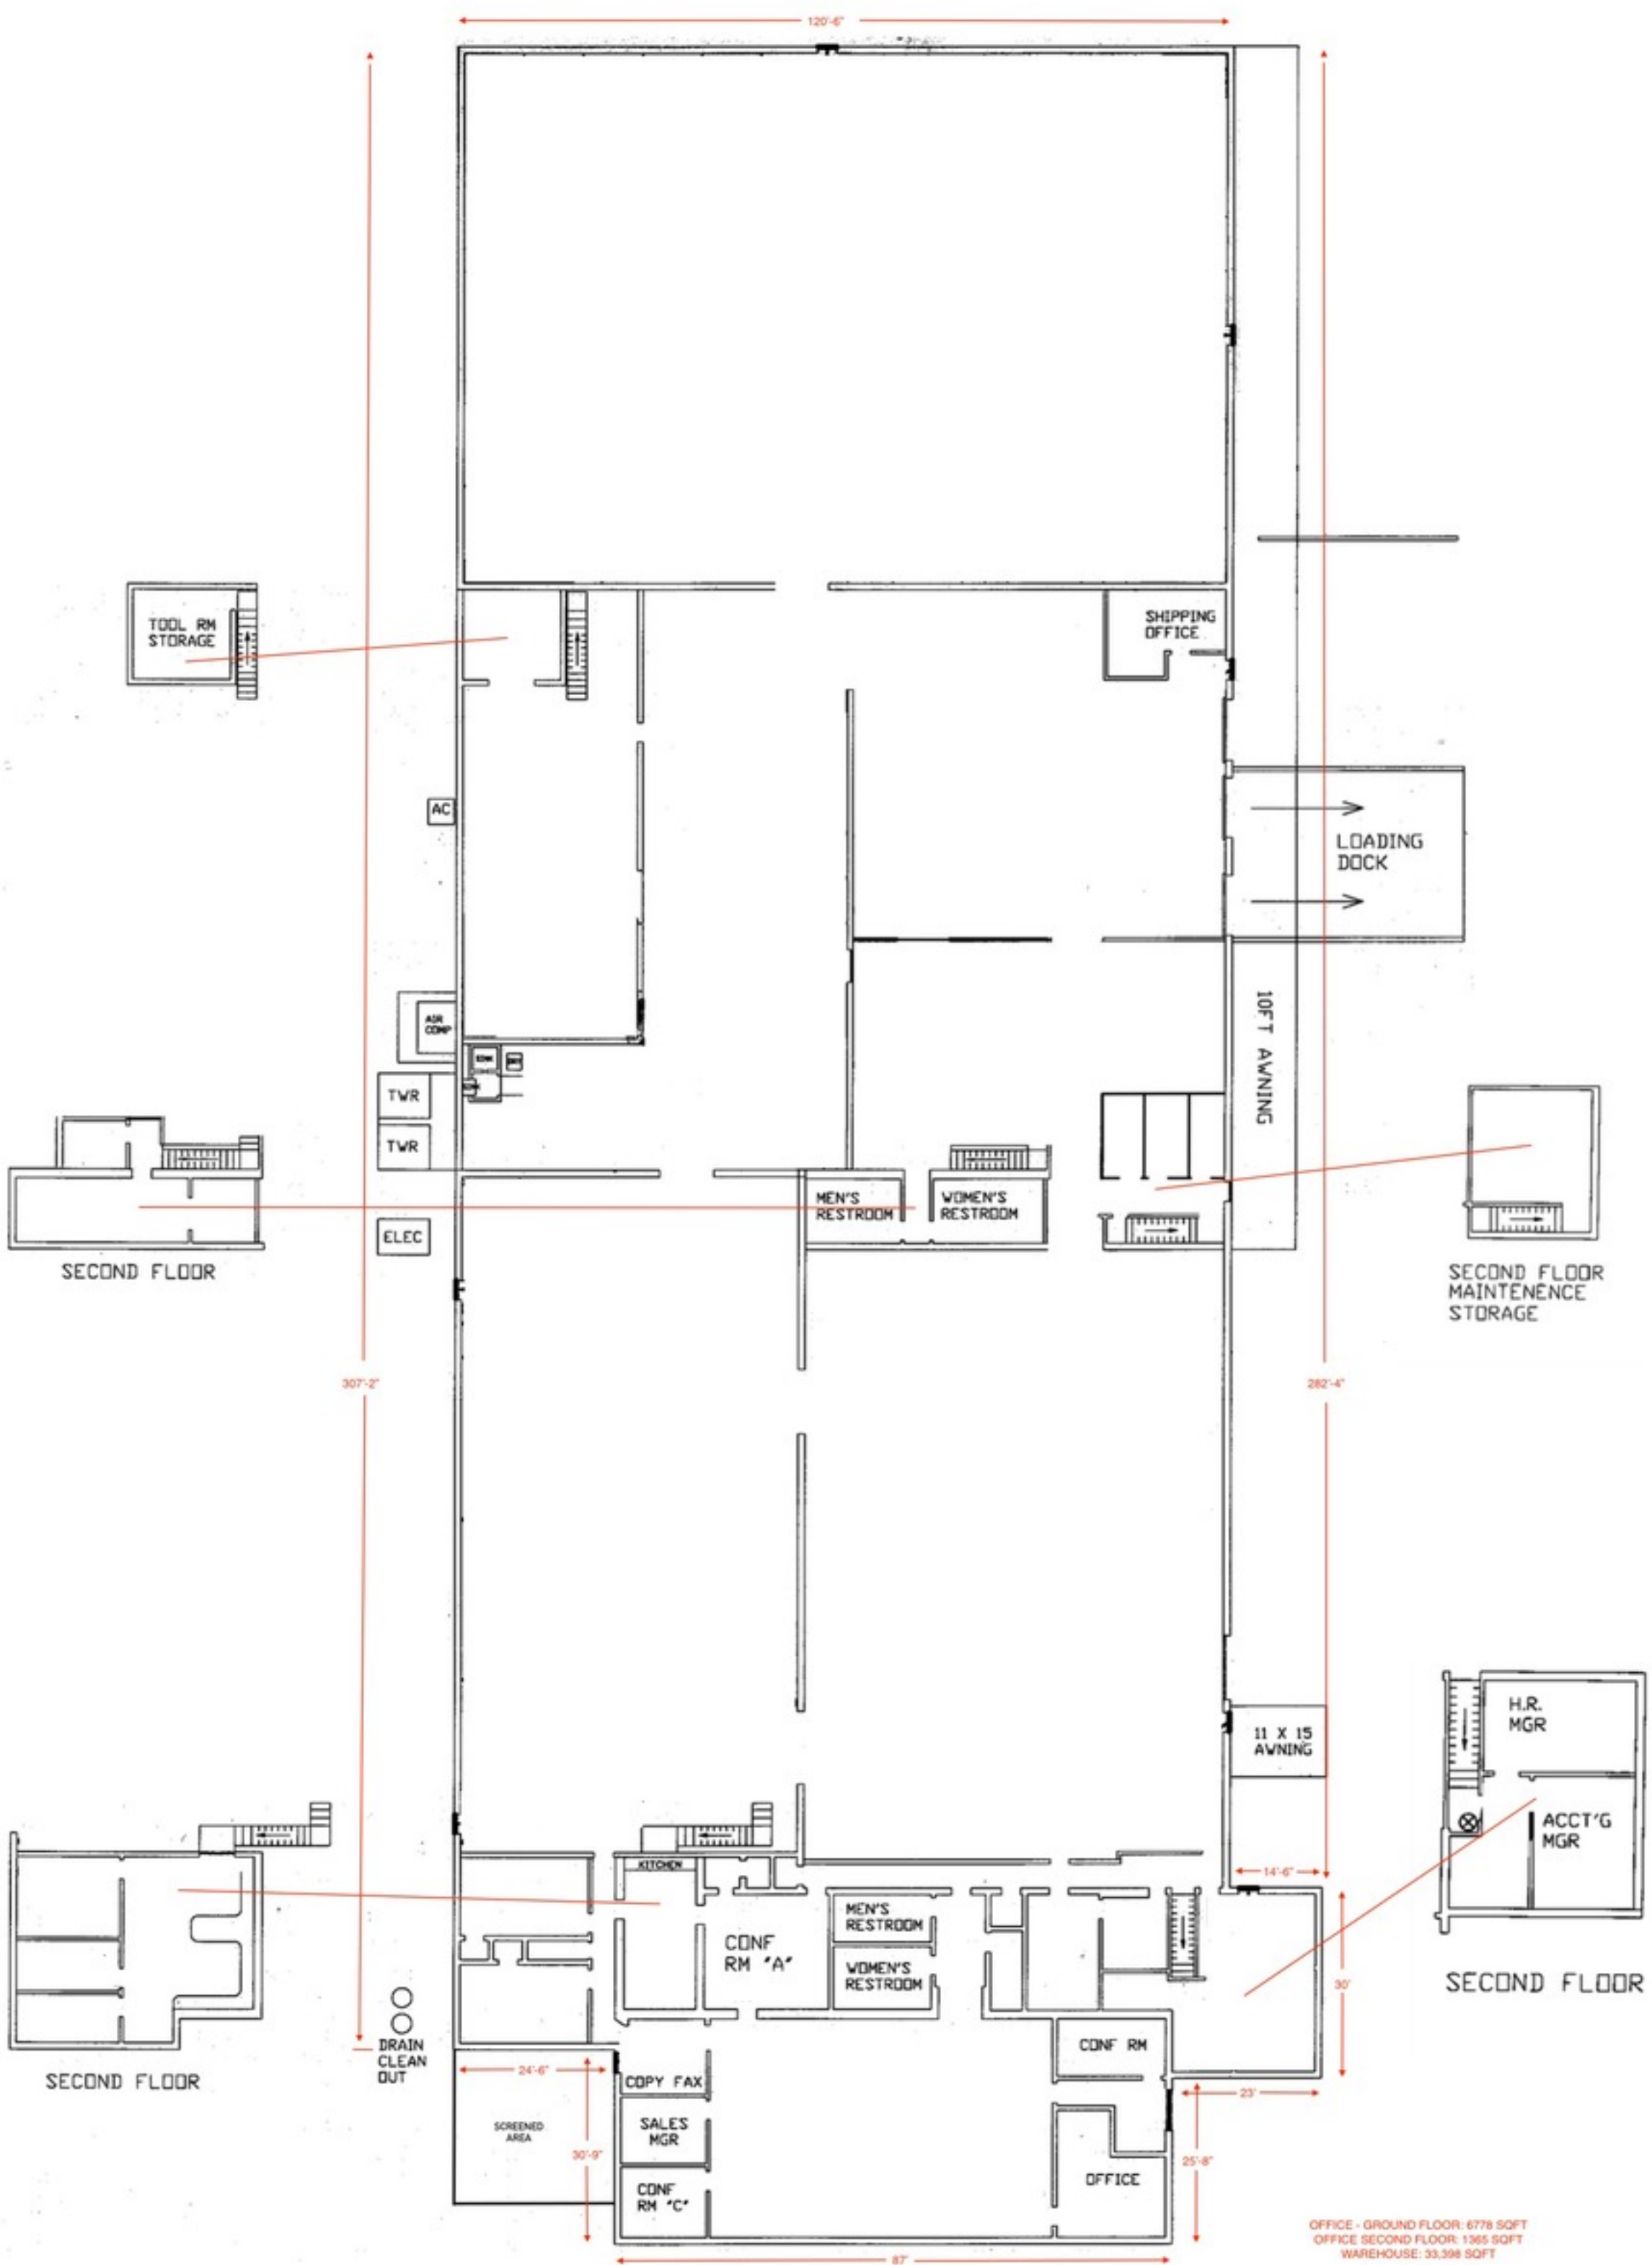 120'-6"
SHIPPING
OFFICE
TOOL RM
STORAGE
AC
LOADING
DOCK
AIR
COMP
10FT AWNING
TWR
TWR
MEN'S
RESTROOM
WOMEN'S
RESTROOM
ELEC
SECOND FLOOR
SECOND FLOOR
MAINTENENCE
STORAGE
307'-2"
282'-4"
H.R.
MGR
11 X 15
AWNING
ACCT'G
MGR
KITCHEN
14'-6"
MEN'S
RESTROOM
CONF
RM "A"
WOMEN'S
RESTROOM
30'
SECOND FLOOR
DRAIN
CLEAN
OUT
CONF RM
SECOND FLOOR
24'-6"
COPY FAX
23'
SCREENED
AREA
SALES
MGR
30'-9"
25'-8"
OFFICE
CONF
RM "C"
OFFICE - GROUND FLOOR: 6778 SQFT
OFFICE SECOND FLOOR: 1365 SQFT
WAREHOUSE: 33,398 SQFT
87'